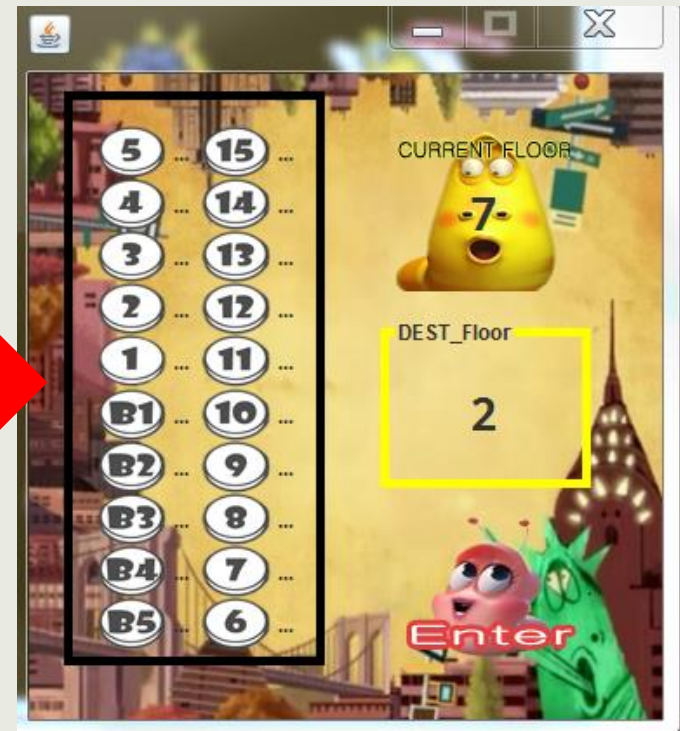 5 ... 15 ...
4 ... 14 ...
3 ... 13 ...
2 ... 12 ...
1 ... 11 ...
B1 ... 10 ...
B2 ... 9 ...
B3 ... 8 ...
B4 ... 7 ...
B5 ... 6 ...
CURRENT FLOOR
7
DEST_Floor
2
Enter